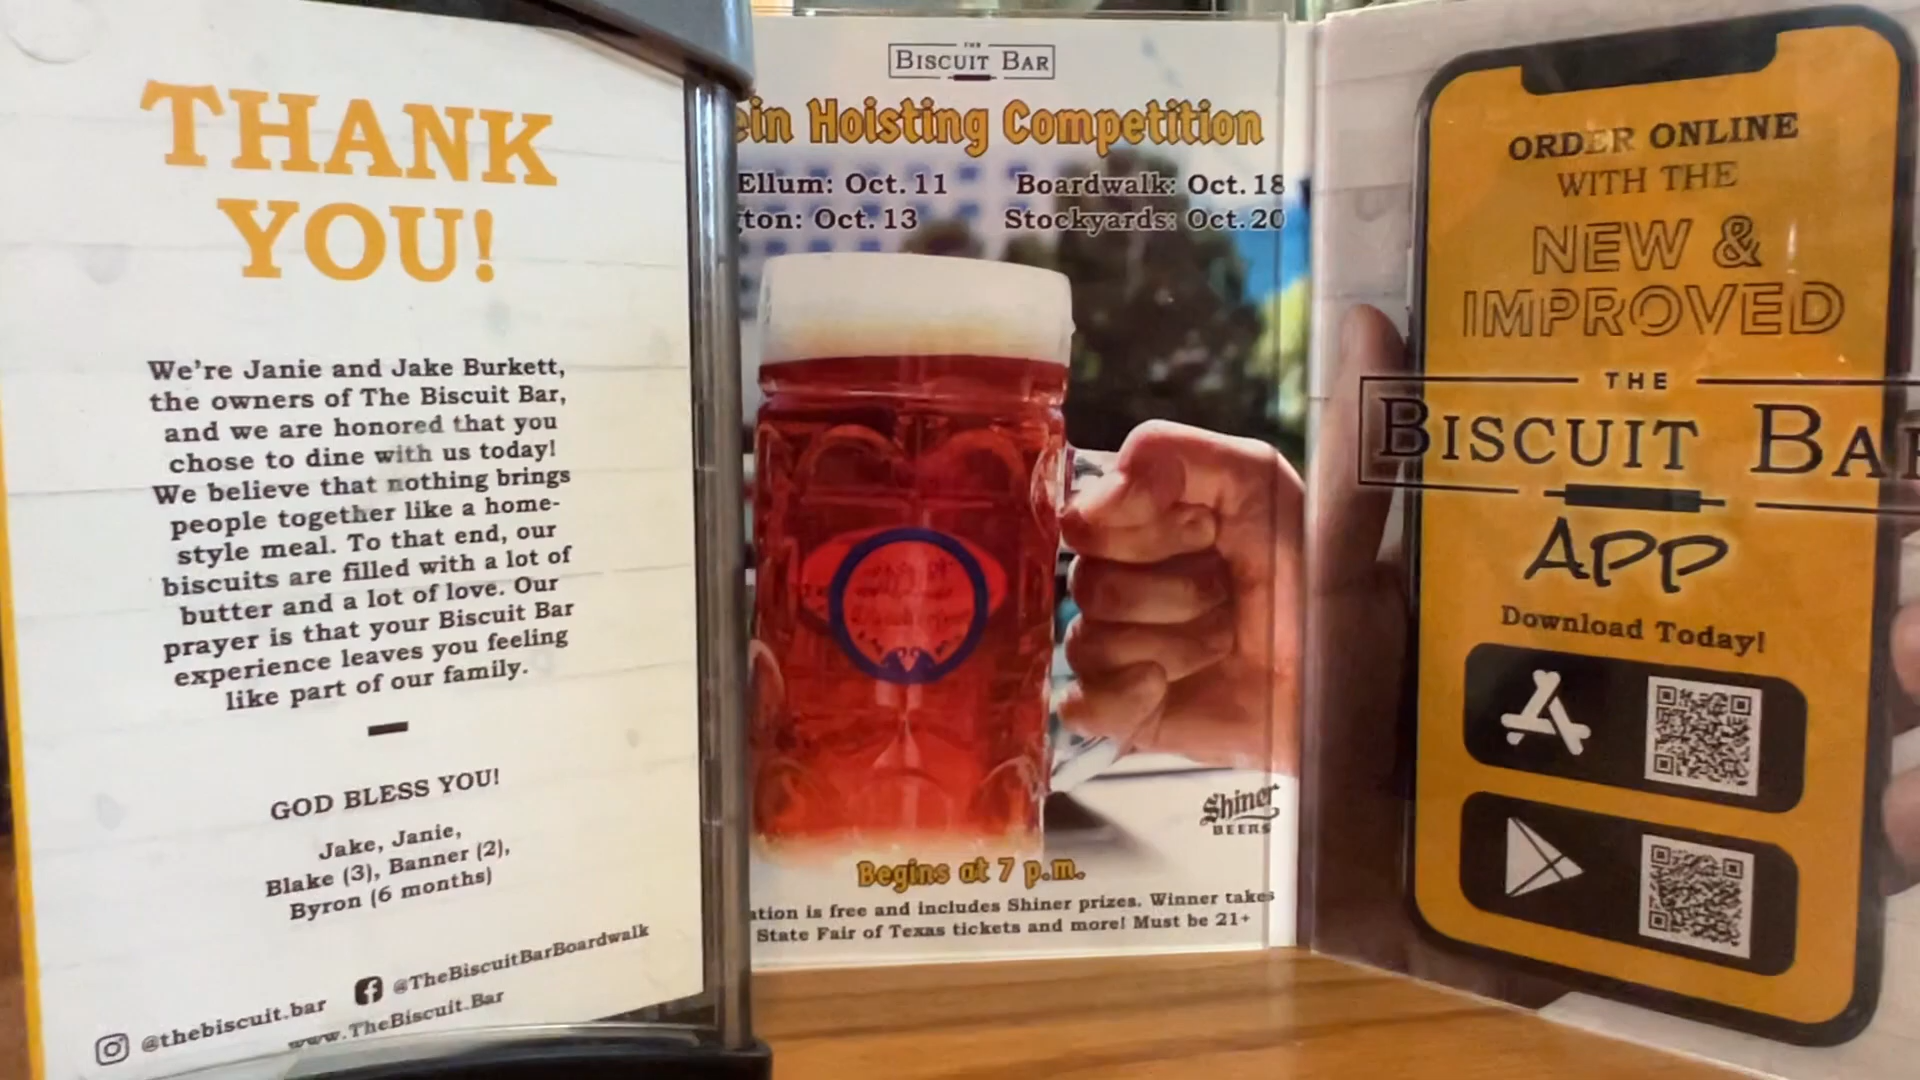 THANK
YOU!
We're Janie and Jake Burkett,
the owners of The Biscuit Bar,
and we are honored that you
chose to dine with us today!
We believe that nothing brings
people together like a home-
style meal. To that end, our
biscuits are filled with a lot of
butter and a lot of love. Our
prayer is that your Biscuit Bar
experience leaves you feeling
like part of our family.
GOD BLESS YOU!
Jake, Janie,
Blake (3), Banner (2),
Byron (6 months)
@thebiscuit.bar @TheBiscuitBarBoardwalk
www.TheBiscuit.Bar
THE
BISCUIT BAR
ein Hoisting Competition
Ellum: Oct. 11 Boardwalk: Oct. 18
ton: Oct. 13 Stockyards: Oct. 20
Shiner
BEERS
Begins at 7 p.m.
ation is free and includes Shiner prizes. Winner takes
State Fair of Texas tickets and more! Must be 21+
ORDER ONLINE
WITH THE
NEW &
IMPROVED
THE
BISCUIT BAR
APP
Download Today!